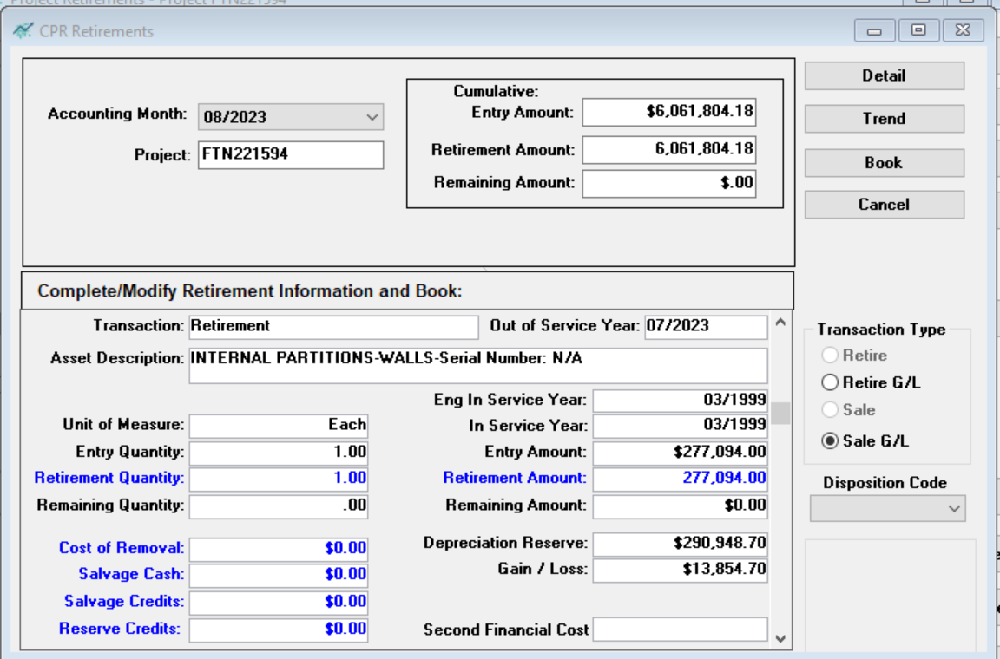 Project Retirements - Project FTN221594
CPR Retirements
Accounting Month: 08/2023
Project: FTN221594
Cumulative:
Entry Amount: $6,061,804.18
Retirement Amount: 6,061,804.18
Remaining Amount: $.00
Detail
Trend
Book
Cancel
Complete/Modify Retirement Information and Book:
Transaction: Retirement Out of Service Year: 07/2023
Asset Description: INTERNAL PARTITIONS-WALLS-Serial Number: N/A
Eng In Service Year: 03/1999
Unit of Measure: Each In Service Year: 03/1999
Entry Quantity: 1.00 Entry Amount: $277,094.00
Retirement Quantity: 1.00 Retirement Amount: 277,094.00
Remaining Quantity: .00 Remaining Amount: $0.00
Cost of Removal: $0.00 Depreciation Reserve: $290,948.70
Salvage Cash: $0.00 Gain / Loss: $13,854.70
Salvage Credits: $0.00
Reserve Credits: $0.00 Second Financial Cost
Transaction Type
Retire
Retire G/L
Sale
Sale G/L
Disposition Code